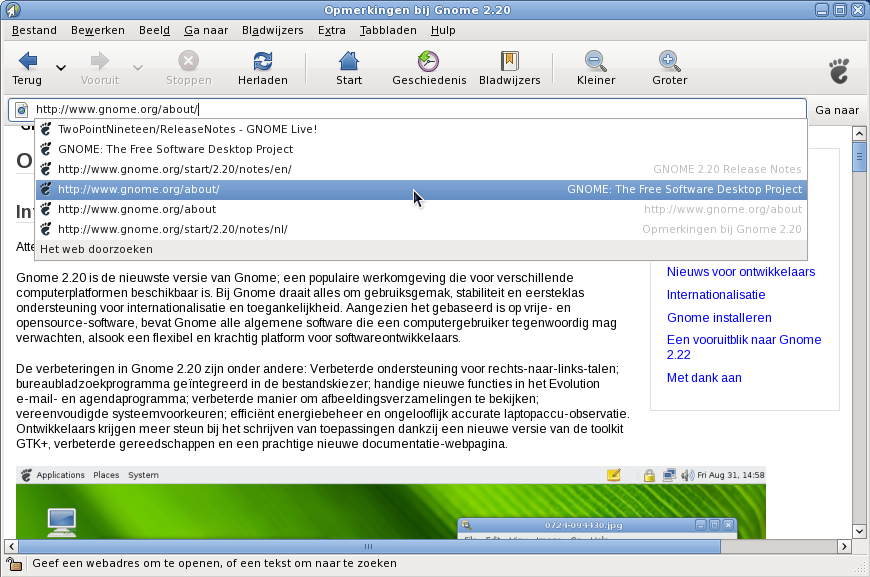 Opmerkingen bij Gnome 2.20
Bestand Bewerken Beeld Ga naar Bladwijzers Extra Tabbladen Hulp
Terug Vooruit Stoppen Herladen Start Geschiedenis Bladwijzers Kleiner Groter
http://www.gnome.org/about/ Ga naar
TwoPointNineteen/ReleaseNotes - GNOME Live!
GNOME: The Free Software Desktop Project
http://www.gnome.org/start/2.20/notes/en/ GNOME 2.20 Release Notes
http://www.gnome.org/about/ GNOME: The Free Software Desktop Project
http://www.gnome.org/about http://www.gnome.org/about
http://www.gnome.org/start/2.20/notes/nl/ Opmerkingen bij Gnome 2.20
Het web doorzoeken
Gnome 2.20 is de nieuwste versie van Gnome; een populaire werkomgeving die voor verschillende
computerplatformen beschikbaar is. Bij Gnome draait alles om gebruiksgemak, stabiliteit en eersteklas
ondersteuning voor internationalisatie en toegankelijkheid. Aangezien het gebaseerd is op vrije- en
opensource-software, bevat Gnome alle algemene software die een computergebruiker tegenwoordig mag
verwachten, alsook een flexibel en krachtig platform voor softwareontwikkelaars.
De verbeteringen in Gnome 2.20 zijn onder andere: Verbeterde ondersteuning voor rechts-naar-links-talen;
bureaubladzoekprogramma geïntegreerd in de bestandskiezer; handige nieuwe functies in het Evolution
e-mail- en agendaprogramma; verbeterde manier om afbeeldingsverzamelingen te bekijken;
vereenvoudigde systeemvoorkeuren; efficiënt energiebeheer en ongelooflijk accurate laptopaccu-observatie.
Ontwikkelaars krijgen meer steun bij het schrijven van toepassingen dankzij een nieuwe versie van de toolkit
GTK+, verbeterde gereedschappen en een prachtige nieuwe documentatie-webpagina.
Nieuws voor ontwikkelaars
Internationalisatie
Gnome installeren
Een vooruitblik naar Gnome
2.22
Met dank aan
Applications Places System Fri Aug 31, 14:58
0724-094430.jpg
Geef een webadres om te openen, of een tekst om naar te zoeken